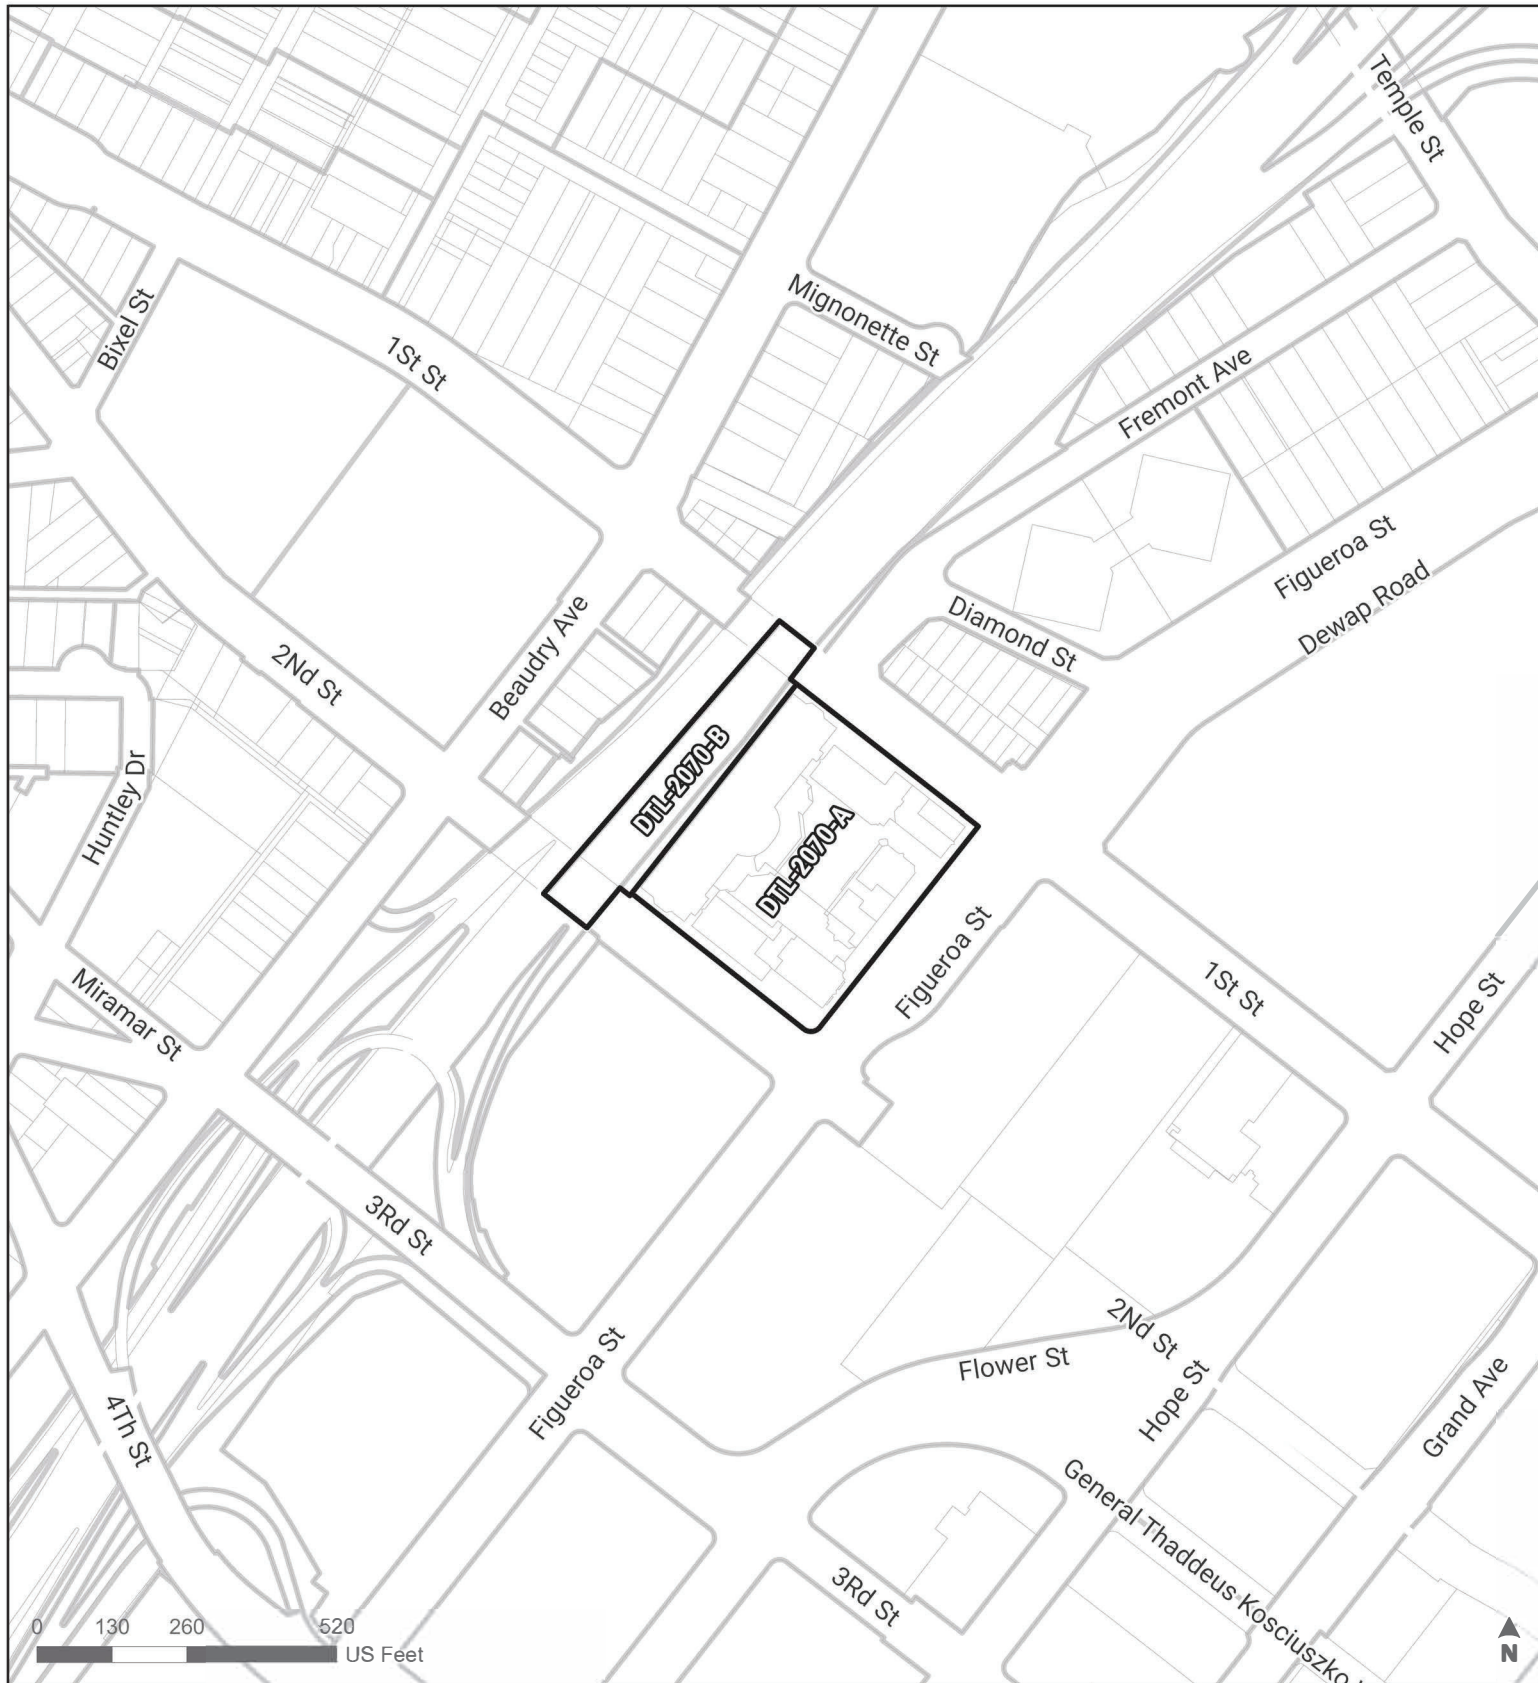 Temple St
Mignonette St
Bixel St
1St St
Fremont Ave
Figueroa St
Dewap Road
Diamond St
Beaudry Ave
2Nd St
DTL-2070-B
Huntley Dr
DTL-2070-A
Figueroa St
1St St
Hope St
Miramar St
3Rd St
2Nd St
Flower St
Figueroa St
Hope St
Grand Ave
4Th St
General Thaddeus Kosciuszko
3Rd St
0 130 260 520
US Feet
N